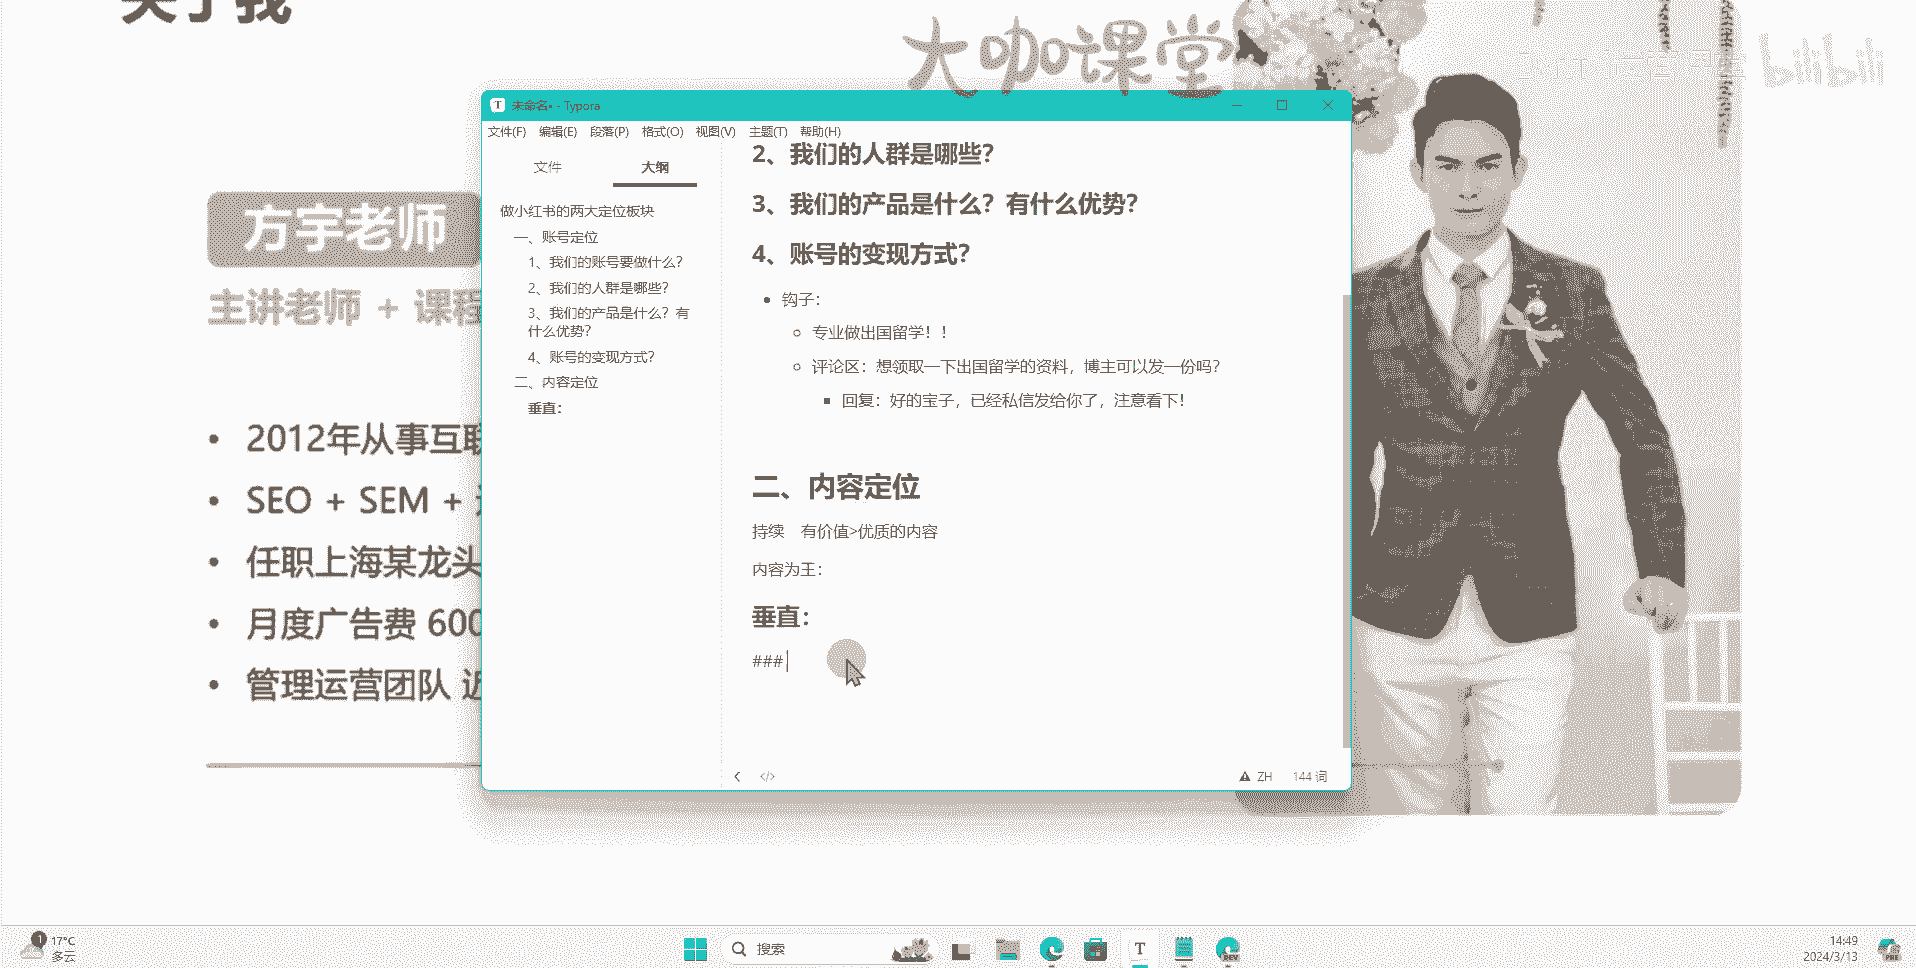 关于我
大咖课堂
bilibili
方宇老师
主讲老师 + 课程
2012年从事互联
SEO + SEM +
任职上海某龙头
月度广告费 600
管理运营团队 近
未命名• - Typora
文件(F) 编辑(E) 段落(P) 格式(O) 视图(V) 主题(T) 帮助(H)
文件 大纲
做小红书的两大定位板块
一、账号定位
1、我们的账号要做什么？
2、我们的人群是哪些？
3、我们的产品是什么？有
什么优势？
4、账号的变现方式？
二、内容定位
垂直：
2、我们的人群是哪些？
3、我们的产品是什么？有什么优势？
4、账号的变现方式？
钩子：
专业做出国留学！！
评论区：想领取一下出国留学的资料，博主可以发一份吗？
回复：好的宝子，已经私信发给你了，注意看下！
二、内容定位
持续 有价值>优质的内容
内容为王：
垂直：
###
ZH 144 词
1
17°C
多云
搜索
14:49
2024/3/13